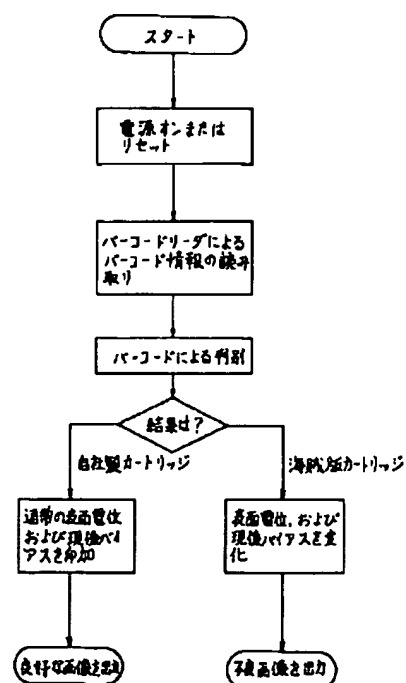 スタート
電源オンまたは
リセット
バーコードリーダによる
バーコード情報の読み
取り
バーコードによる判別
結果は?
自社製カートリッジ
海賊版カートリッジ
通常の表面電位
および現像バイ
アスを印加
表面電位,および
現像バイアスを変
化
良好な画像を出力
不良画像を出力